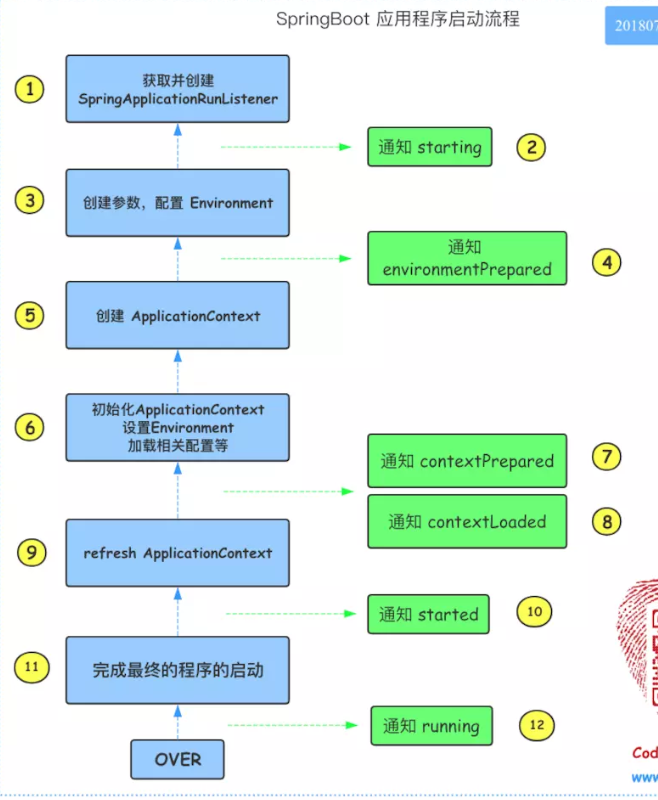 SpringBoot 应用程序启动流程
201807
①
获取并创建
SpringApplicationRunListener
通知 starting
②
③
创建参数，配置 Environment
通知
environmentPrepared
④
⑤
创建 ApplicationContext
⑥
初始化ApplicationContext
设置Environment
加载相关配置等
通知 contextPrepared
⑦
通知 contextLoaded
⑧
⑨
refresh ApplicationContext
通知 started
⑩
⑪
完成最终的程序的启动
通知 running
⑫
OVER
Cod
www.